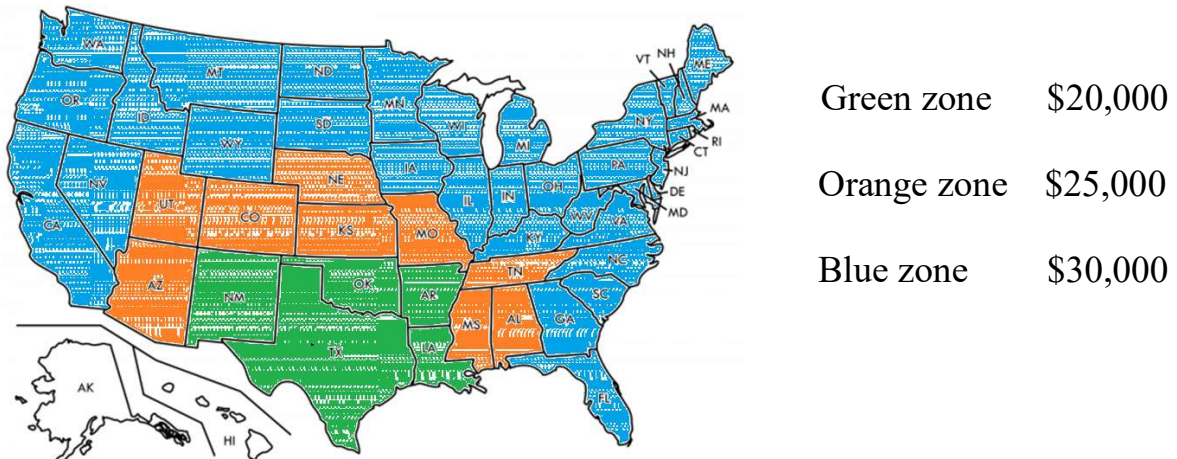 WA
MT
ND
MN
OR
ID
SD
WY
WI
MI
VT
NH
ME
MA
NY
RI
CT
NJ
PA
DE
MD
NV
UT
CA
NE
IA
IL
IN
OH
WV
VA
CO
KS
MO
KY
NC
TN
SC
AZ
NM
OK
AR
MS
AL
GA
TX
LA
FL
AK
HI
Green zone $20,000
Orange zone $25,000
Blue zone $30,000